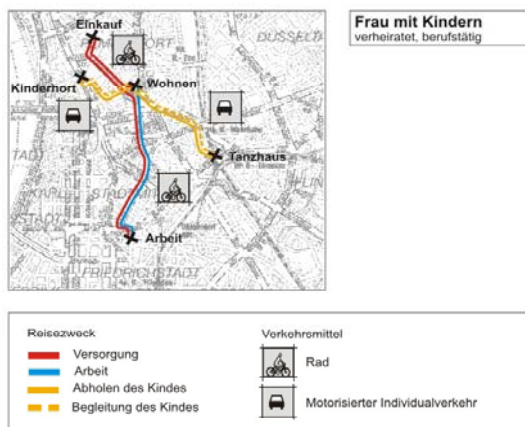 Einkauf
Frau mit Kindern
verheiratet, berufstätig
DÜSSELD
Kinderhort
Wohnen
Tanzhaus
Arbeit
FRIEDRICHSTADT
Reisezweck
Verkehrsmittel
Versorgung
Rad
Arbeit
Abholen des Kindes
Begleitung des Kindes
Motorisierter Individualverkehr